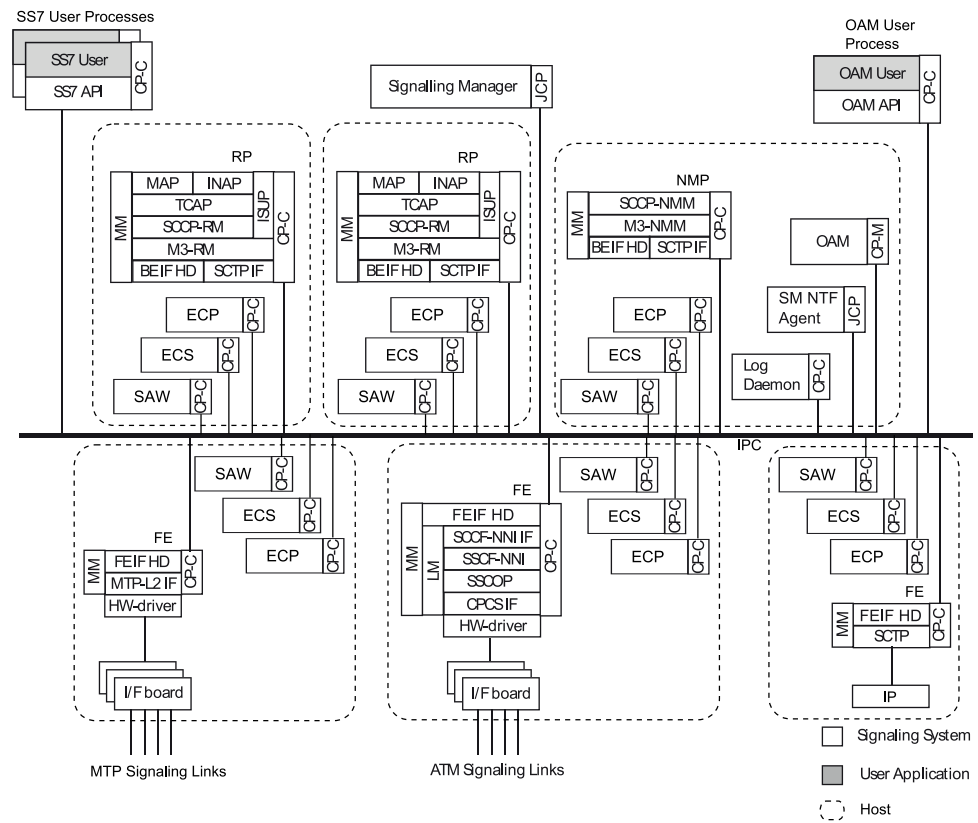 SS7 User Processes
SS7 User
SS7 API
CP-C
Signalling Manager
JCP
OAM User
Process
OAM User
OAM API
CP-C
RP
MM
MAP
INAP
ISUP
CP-C
TCAP
SCCP-RM
M3-RM
BEIF HD
SCTP IF
ECP
CP-C
ECS
CP-C
SAW
CP-C
RP
MM
MAP
INAP
ISUP
CP-C
TCAP
SCCP-RM
M3-RM
BEIF HD
SCTP IF
ECP
CP-C
ECS
CP-C
SAW
CP-C
NMP
MM
SCCP-NMM
M3-NMM
BEIF HD
SCTP IF
CP-C
ECP
CP-C
ECS
CP-C
SAW
CP-C
OAM
CP-M
SM NTF
Agent
JCP
Log
Daemon
CP-C
IPC
SAW
CP-C
ECS
CP-C
ECP
CP-C
FE
MM
FEIF HD
MTP-L2 IF
CP-C
HW-driver
I/F board
MTP Signaling Links
SAW
CP-C
ECS
CP-C
ECP
CP-C
FE
MM
FEIF HD
LM
SCCF-NNI IF
SSCF-NNI
SSCOP
CPCS IF
CP-C
HW-driver
I/F board
ATM Signaling Links
SAW
CP-C
ECS
CP-C
ECP
CP-C
FE
MM
FEIF HD
SCTP
CP-C
IP
Signaling System
User Application
Host